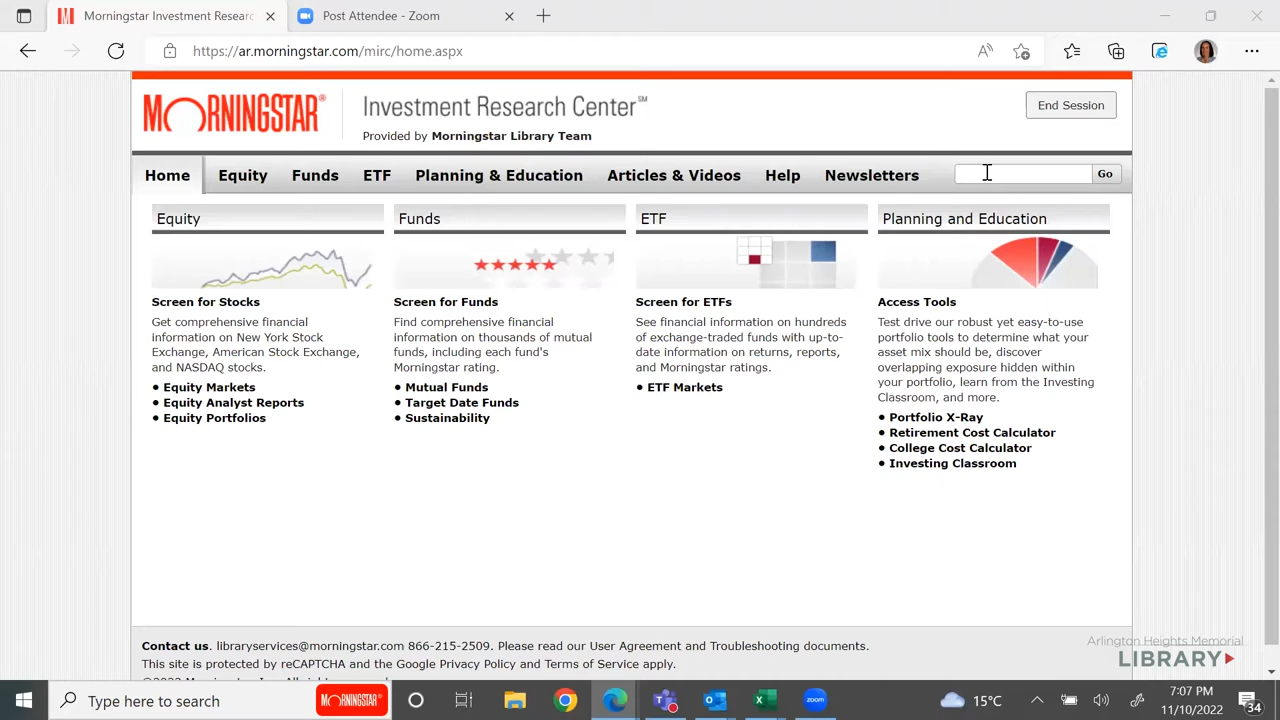 Morningstar Investment Researc
Post Attendee - Zoom
https://ar.morningstar.com/mirc/home.aspx
MORNINGSTAR®
Investment Research Center℠
Provided by Morningstar Library Team
End Session
Home Equity Funds ETF Planning & Education Articles & Videos Help Newsletters Go
Equity
Screen for Stocks
Get comprehensive financial
information on New York Stock
Exchange, American Stock Exchange,
and NASDAQ stocks.
• Equity Markets
• Equity Analyst Reports
• Equity Portfolios
Funds
Screen for Funds
Find comprehensive financial
information on thousands of mutual
funds, including each fund's
Morningstar rating.
• Mutual Funds
• Target Date Funds
• Sustainability
ETF
Screen for ETFs
See financial information on hundreds
of exchange-traded funds with up-to-
date information on returns, reports,
and Morningstar ratings.
• ETF Markets
Planning and Education
Access Tools
Test drive our robust yet easy-to-use
portfolio tools to determine what your
asset mix should be, discover
overlapping exposure hidden within
your portfolio, learn from the Investing
Classroom, and more.
• Portfolio X-Ray
• Retirement Cost Calculator
• College Cost Calculator
• Investing Classroom
Contact us. libraryservices@morningstar.com 866-215-2509. Please read our User Agreement and Troubleshooting documents.
This site is protected by reCAPTCHA and the Google Privacy Policy and Terms of Service apply.
Arlington Heights Memorial
LIBRARY
Type here to search
MORNINGSTAR
zoom
15°C
7:07 PM
11/10/2022
34